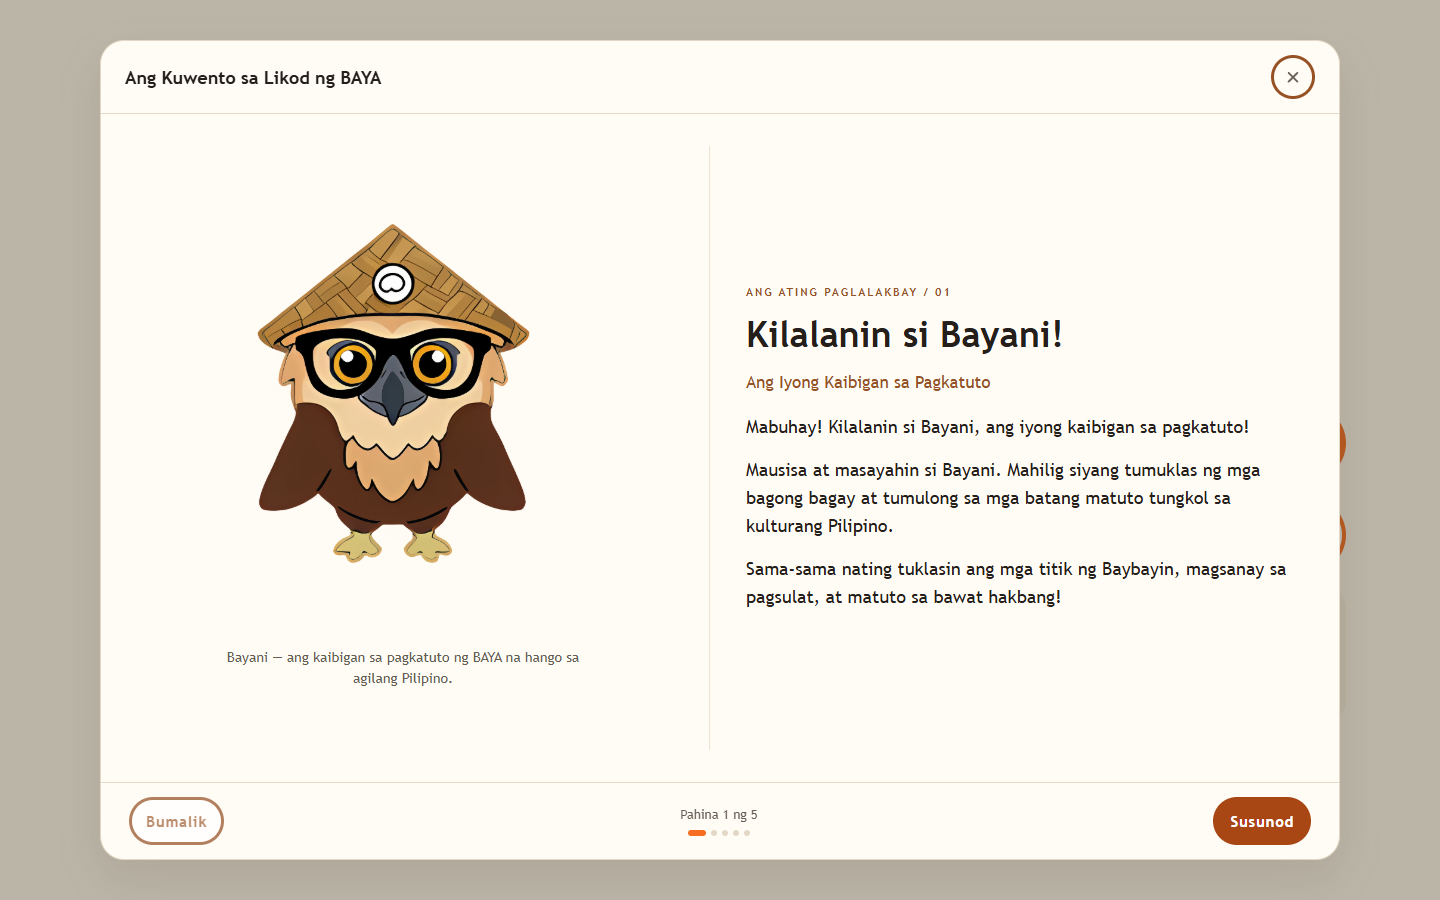 Ang Kuwento sa Likod ng BAYA
Bayani — ang kaibigan sa pagkatuto ng BAYA na hango sa
agilang Pilipino.
ANG ATING PAGLALAKBAY / 01
Kilalanin si Bayani!
Ang Iyong Kaibigan sa Pagkatuto
Mabuhay! Kilalanin si Bayani, ang iyong kaibigan sa pagkatuto!
Mausisa at masayahin si Bayani. Mahilig siyang tumuklas ng mga
bagong bagay at tumulong sa mga batang matuto tungkol sa
kulturang Pilipino.
Sama-sama nating tuklasin ang mga titik ng Baybayin, magsanay sa
pagsulat, at matuto sa bawat hakbang!
Bumalik
Pahina 1 ng 5
Susunod